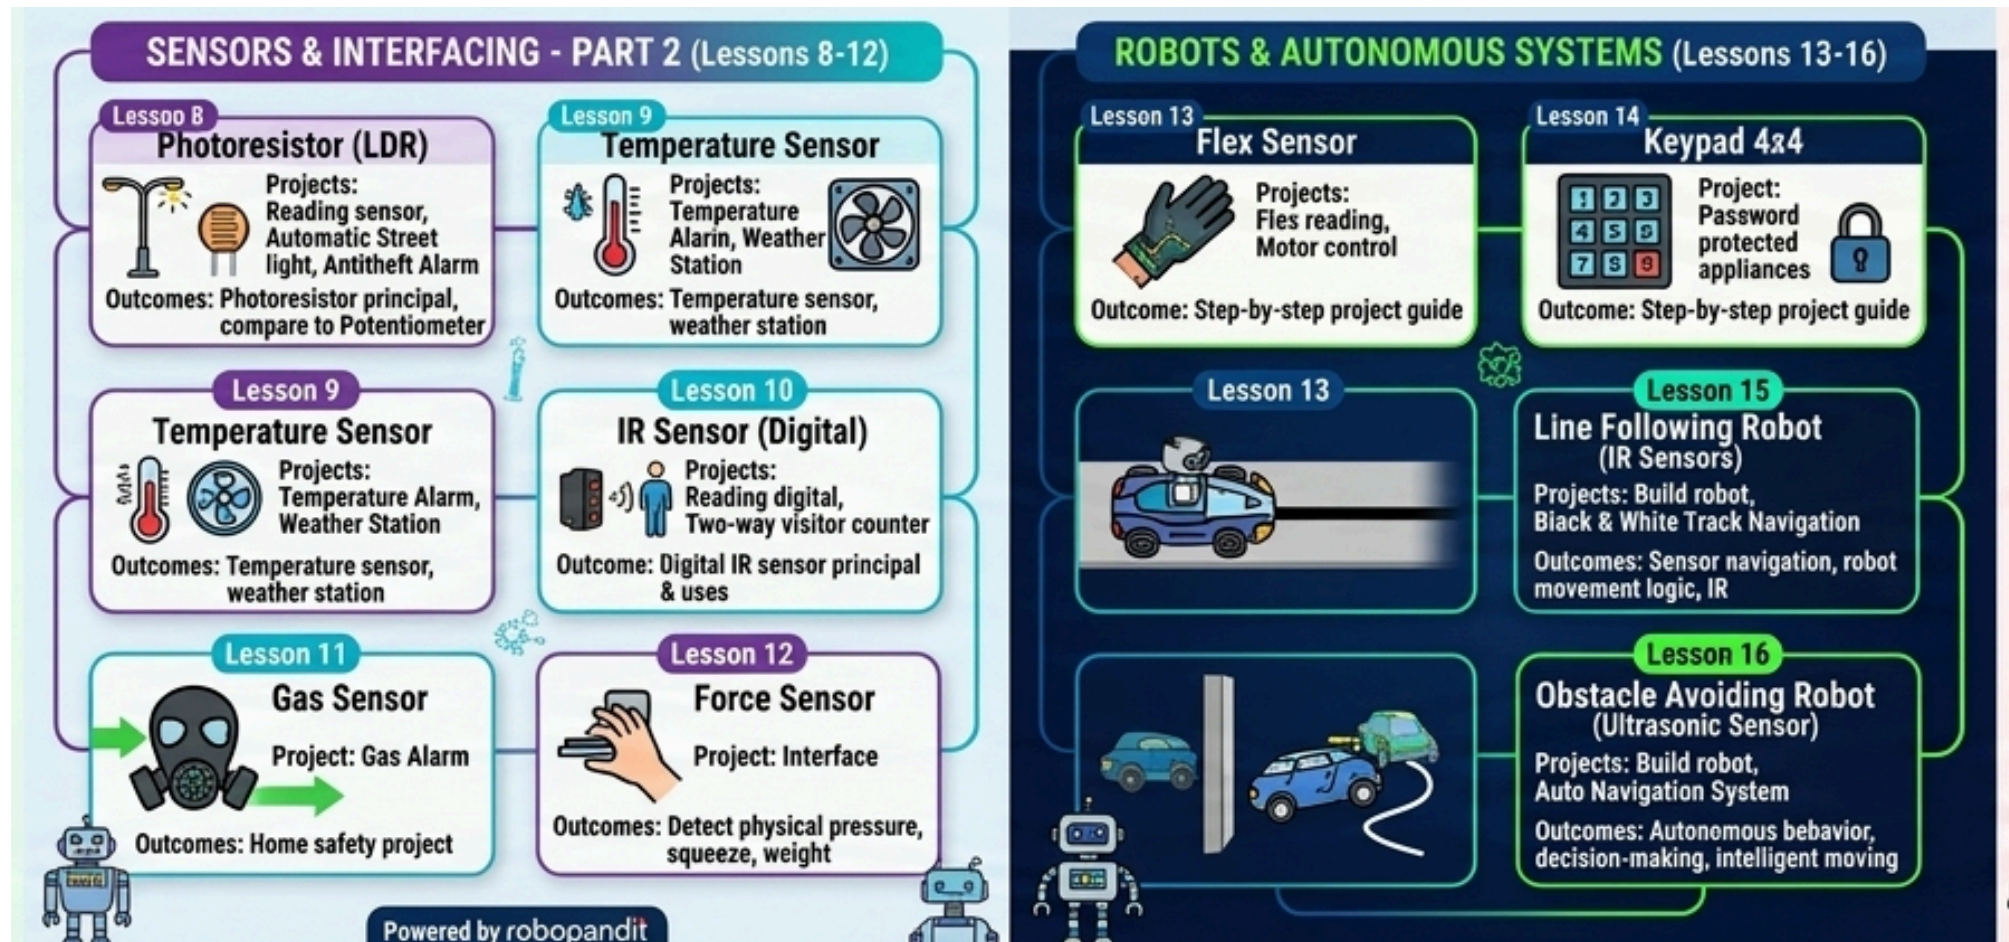 SENSORS & INTERFACING - PART 2 (Lessons 8-12)
Lessoo 8
Photoresistor (LDR)
Projects:
Reading sensor,
Automatic Street
light, Antitheft Alarm
Outcomes: Photoresistor principal,
compare to Potentiometer
Lesson 9
Temperature Sensor
Projects:
Temperature
Alarin, Weather
Station
Outcomes: Temperature sensor,
weather station
Lesson 9
Temperature Sensor
Projects:
Temperature Alarm,
Weather Station
Outcomes: Temperature sensor,
weather station
Lesson 10
IR Sensor (Digital)
Projects:
Reading digital,
Two-way visitor counter
Outcome: Digital IR sensor principal
& uses
Lesson 11
Gas Sensor
Project: Gas Alarm
Outcomes: Home safety project
Lesson 12
Force Sensor
Project: Interface
Outcomes: Detect physical pressure,
squeeze, weight
Powered by robopandit
ROBOTS & AUTONOMOUS SYSTEMS (Lessons 13-16)
Lesson 13
Flex Sensor
Projects:
Fles reading,
Motor control
Outcome: Step-by-step project guide
Lesson 14
Keypad 4x4
Project:
Password
protected
appliances
Outcome: Step-by-step project guide
Lesson 13
Lesson 15
Line Following Robot
(IR Sensors)
Projects: Build robot,
Black & White Track Navigation
Outcomes: Sensor navigation, robot
movement logic, IR
Lesson 16
Obstacle Avoiding Robot
(Ultrasonic Sensor)
Projects: Build robot,
Auto Navigation System
Outcomes: Autonomous bebavior,
decision-making, intelligent moving